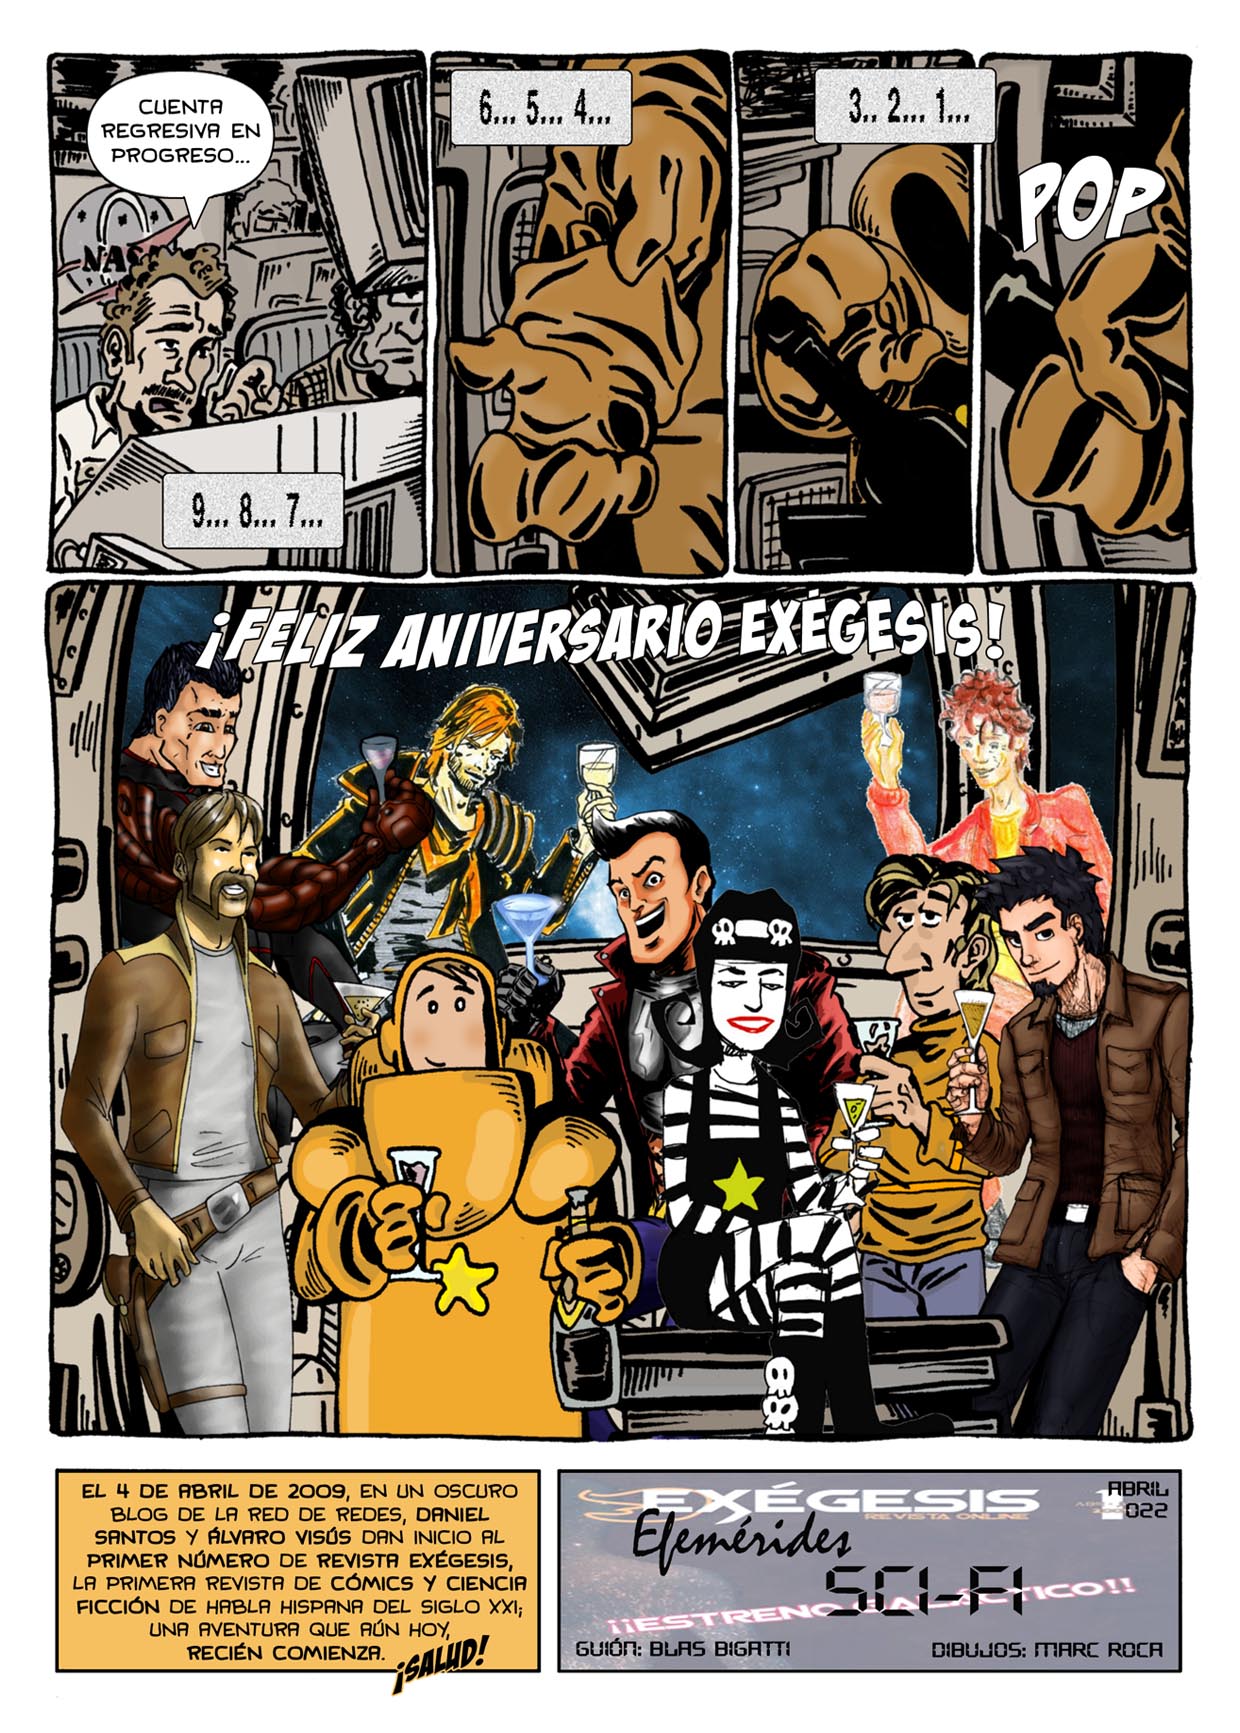 CUENTA
REGRESIVA EN
PROGRESO...
NASA
9... 8... 7...
6... 5... 4...
3.. 2... 1...
POP
¡FELIZ ANIVERSARIO EXÉGESIS!
EL 4 DE ABRIL DE 2009, EN UN OSCURO
BLOG DE LA RED DE REDES, DANIEL
SANTOS Y ÁLVARO VISÚS DAN INICIO AL
PRIMER NÚMERO DE REVISTA EXÉGESIS,
LA PRIMERA REVISTA DE CÓMICS Y CIENCIA
FICCIÓN DE HABLA HISPANA DEL SIGLO XXI;
UNA AVENTURA QUE AÚN HOY,
RECIÉN COMIENZA.
¡SALUD!
EXÉGESIS
REVISTA ONLINE
ABRIL
022
Efemérides
SCI-FI
¡¡ESTRENO GALÁCTICO!!
GUIÓN: BLAS BIGATTI
DIBUJOS: MARC ROCA